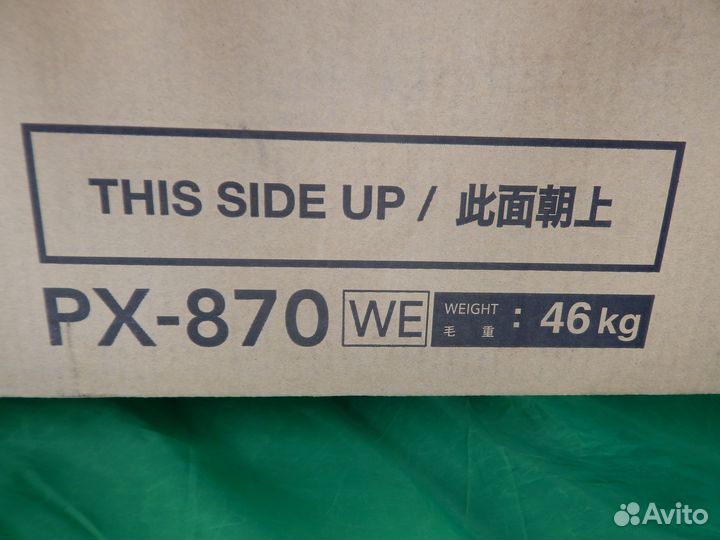 THIS SIDE UP / 此面朝上
PX-870 WE WEIGHT 毛重 : 46 kg
Avito